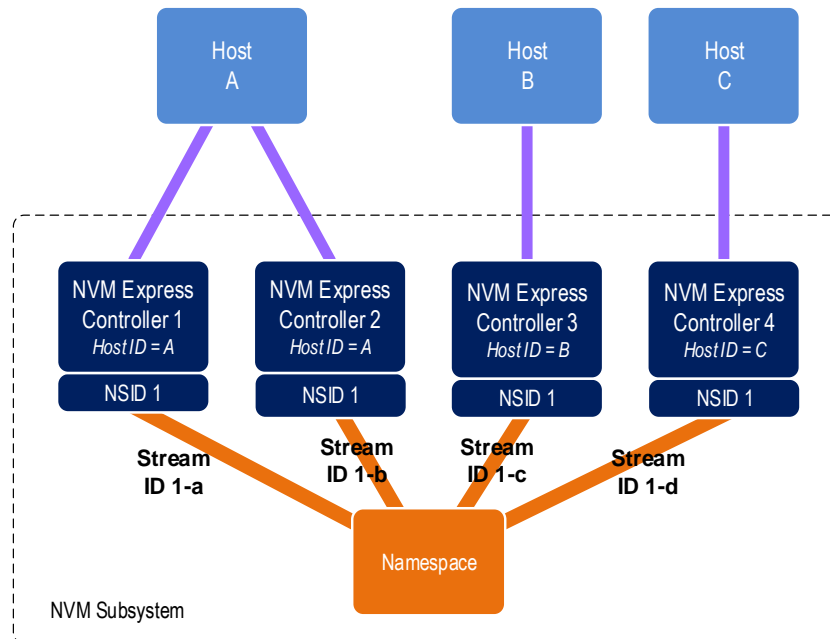 Host
A
Host
B
Host
C
NVM Express
Controller 1
Host ID = A
NVM Express
Controller 2
Host ID = A
NVM Express
Controller 3
Host ID = B
NVM Express
Controller 4
Host ID = C
NSID 1
NSID 1
NSID 1
NSID 1
Stream
ID 1-a
Stream
ID 1-b
Stream
ID 1-c
Stream
ID 1-d
Namespace
NVM Subsystem